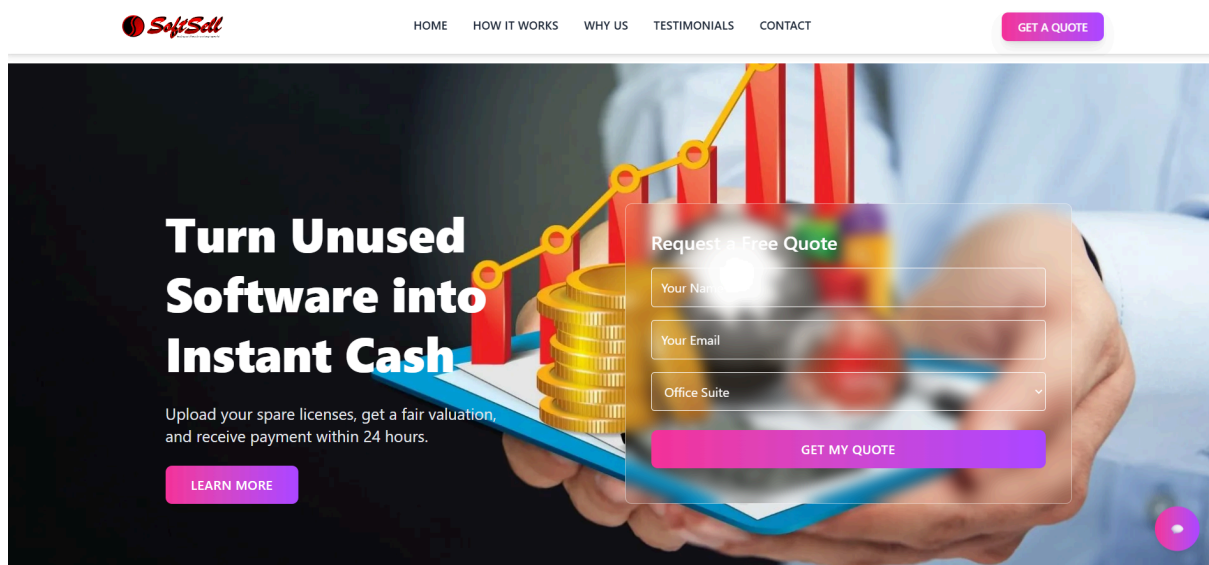 SoftSell
HOME
HOW IT WORKS
WHY US
TESTIMONIALS
CONTACT
GET A QUOTE
Turn Unused
Software into
Instant Cash
Upload your spare licenses, get a fair valuation,
and receive payment within 24 hours.
LEARN MORE
Request a Free Quote
Your Name
Your Email
Office Suite
GET MY QUOTE